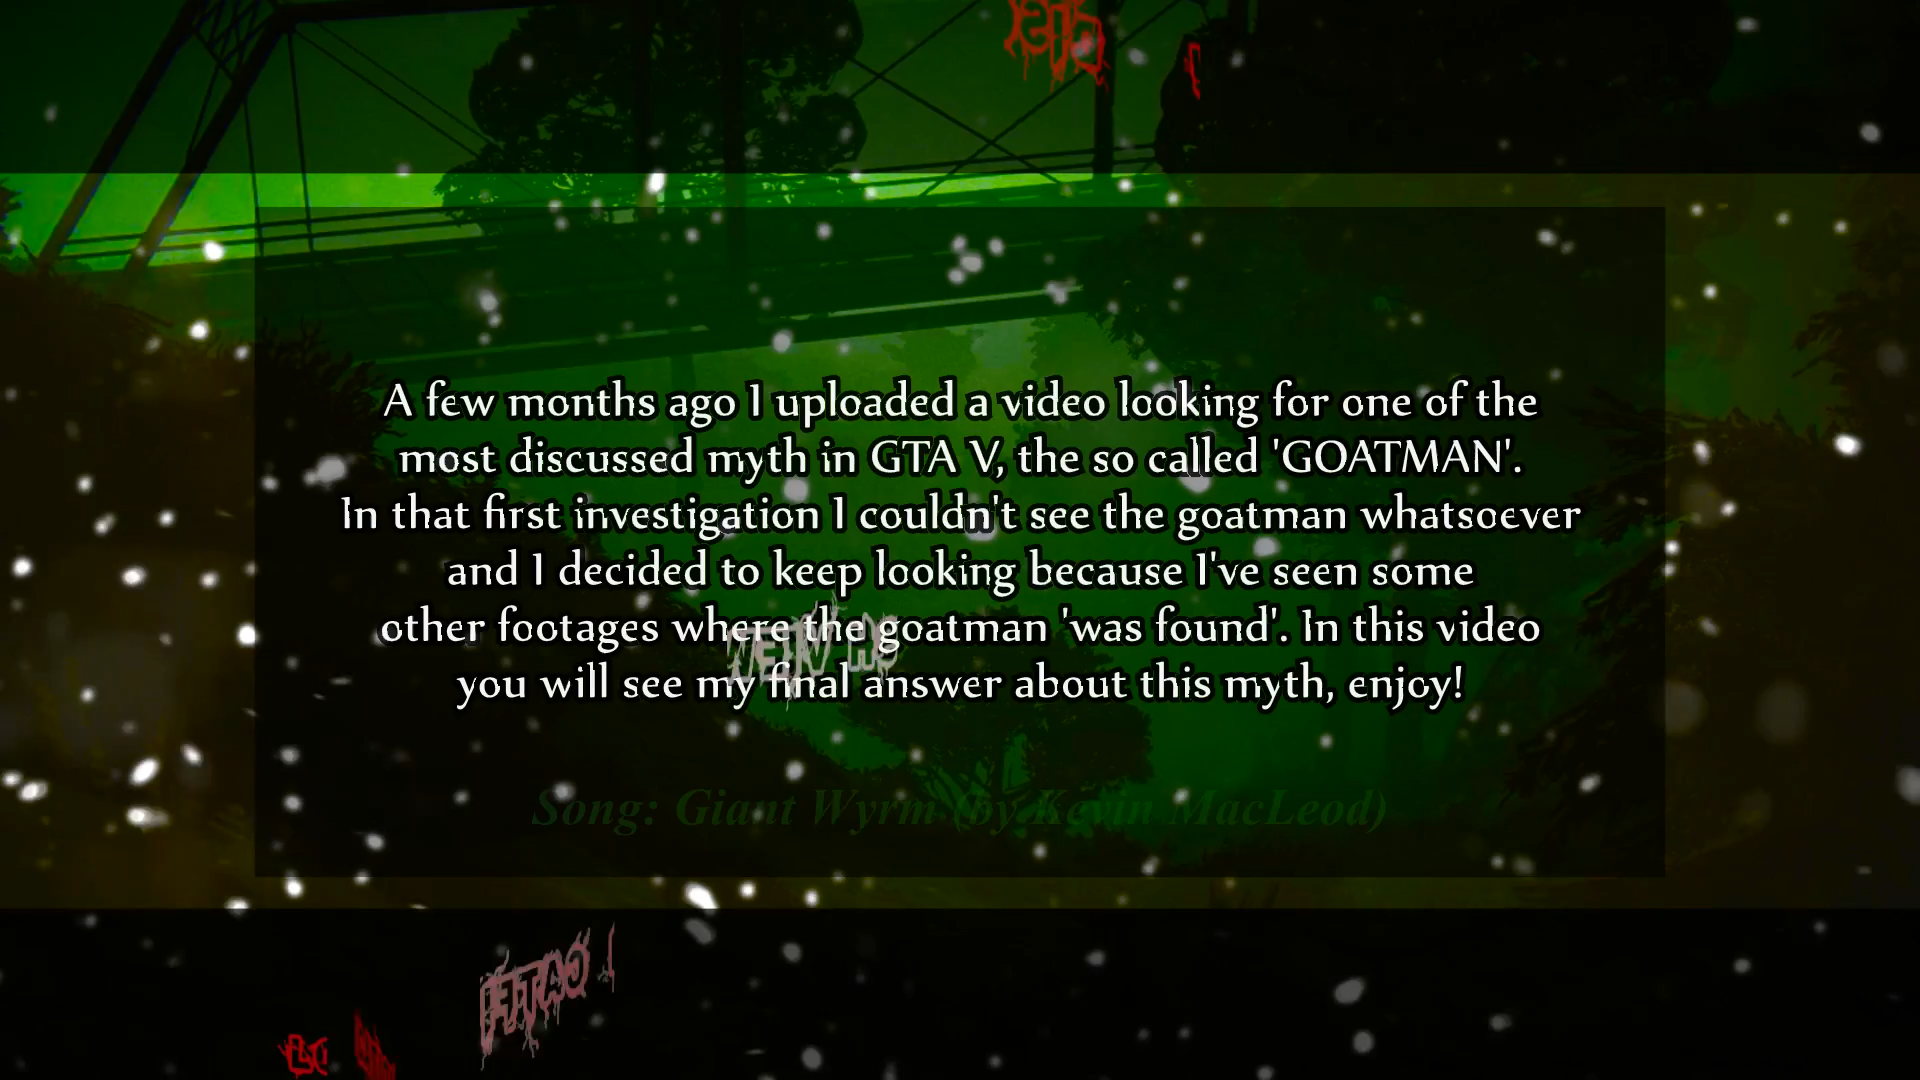 A few months ago I uploaded a video looking for one of the
most discussed myth in GTA V, the so called 'GOATMAN'.
In that first investigation I couldn't see the goatman whatsoever
and I decided to keep looking because I've seen some
other footages where the goatman 'was found'. In this video
you will see my final answer about this myth, enjoy!
Song: Giant Wyrm (by Kevin MacLeod)